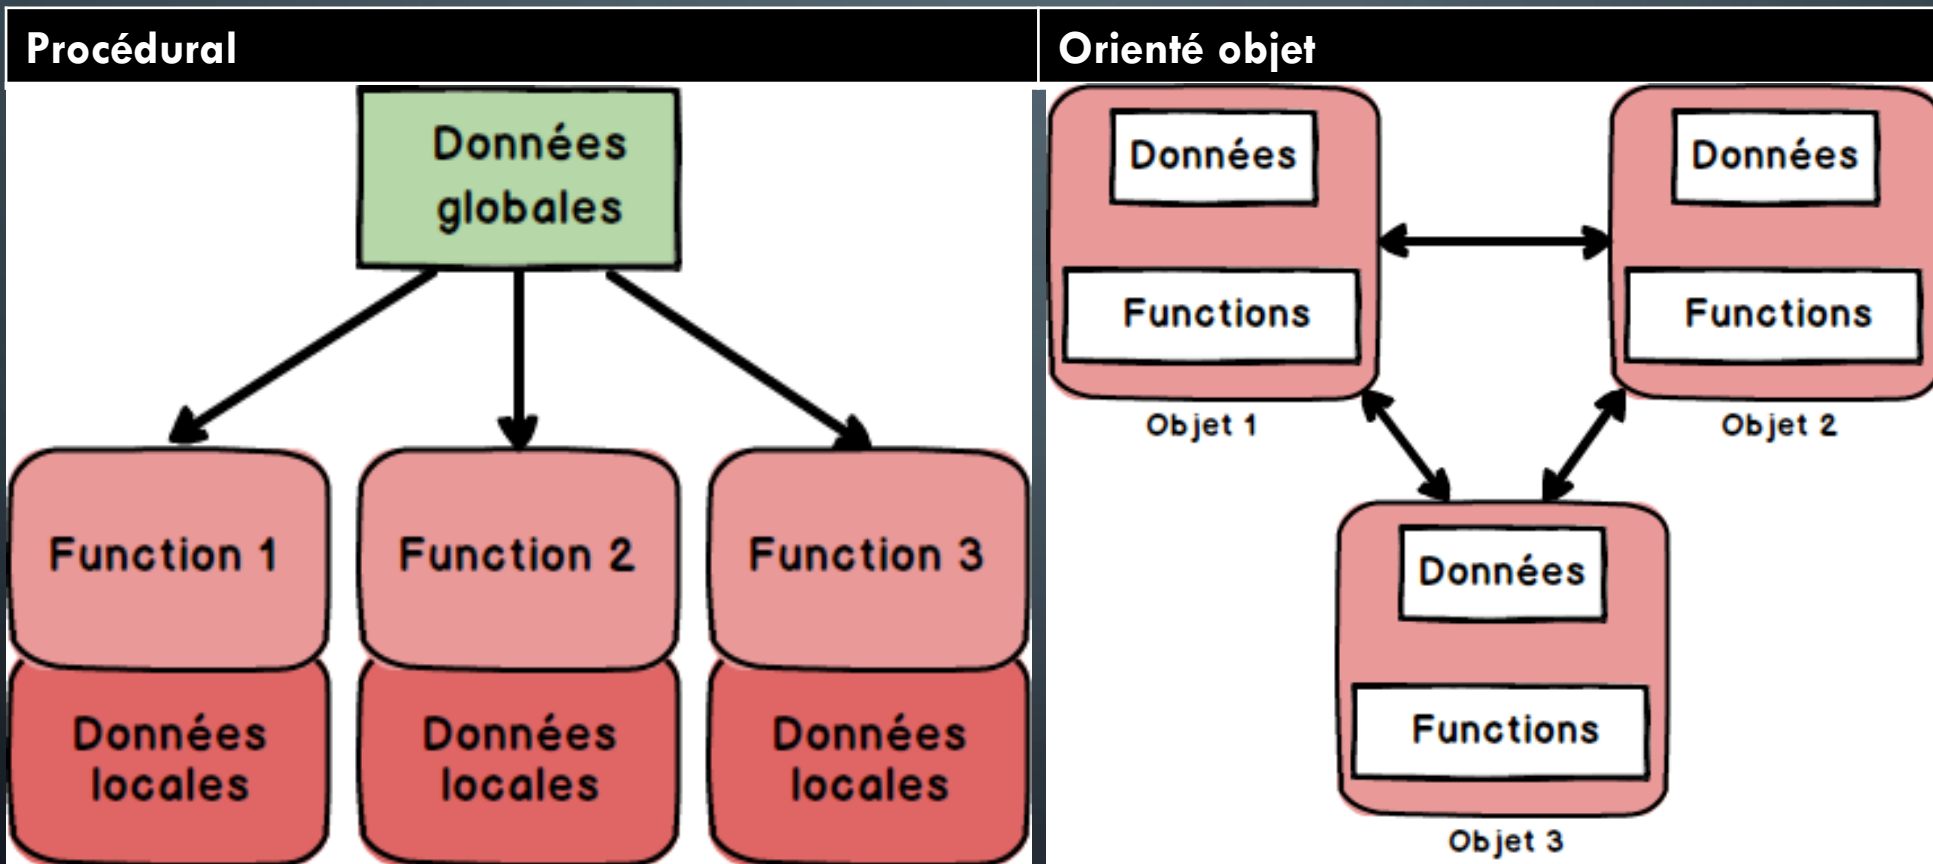 Procédural
Données
globales
Function 1
Function 2
Function 3
Données
locales
Données
locales
Données
locales
Orienté objet
Données
Functions
Objet 1
Données
Functions
Objet 2
Données
Functions
Objet 3